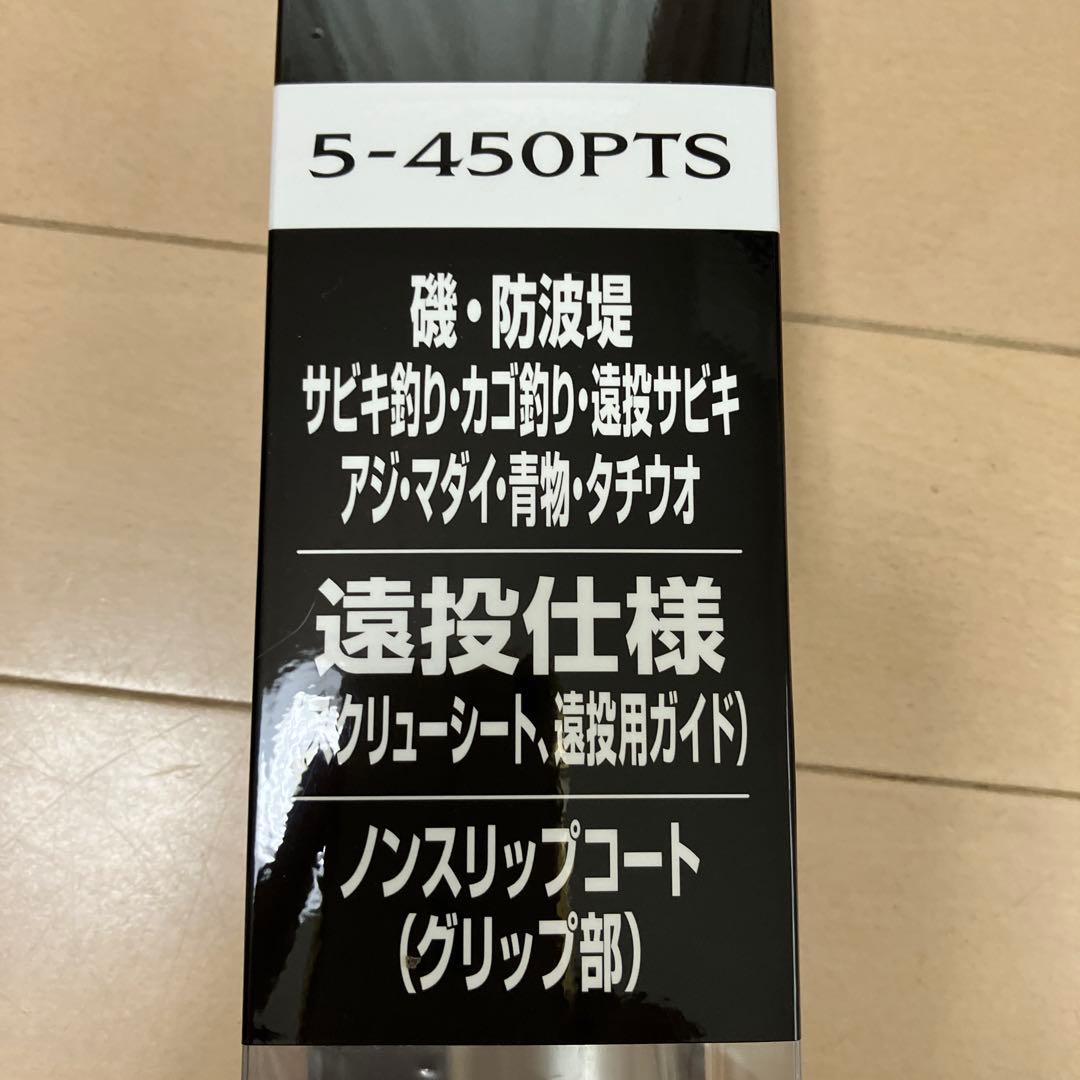 5-450PTS
磯・防波堤
サビキ釣り・カゴ釣り・遠投サビキ
アジ・マダイ・青物・タチウオ
遠投仕様
(スクリューシート、遠投用ガイド)
ノンスリップコート
(グリップ部)